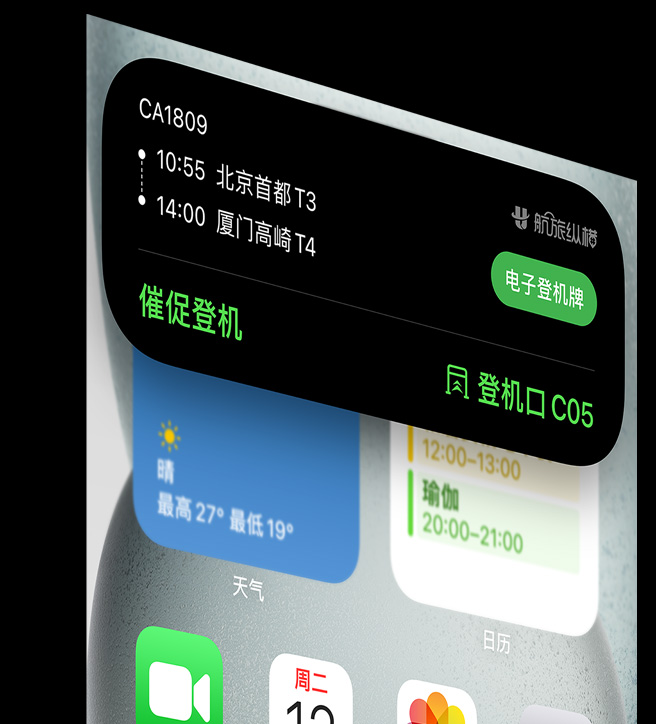 CA1809
10:55 北京首都 T3
14:00 厦门高崎 T4
航旅纵横
电子登机牌
催促登机
登机口 C05
晴
最高 27° 最低 19°
12:00–13:00
瑜伽
20:00–21:00
天气
日历
周二
12